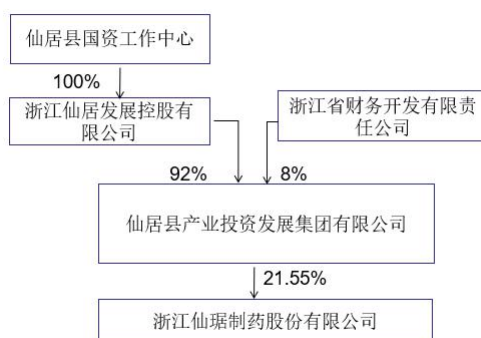 仙居县国资工作中心
100%
浙江仙居发展控股有
限公司
浙江省财务开发有限责
任公司
92%
8%
仙居县产业投资发展集团有限公司
21.55%
浙江仙琚制药股份有限公司